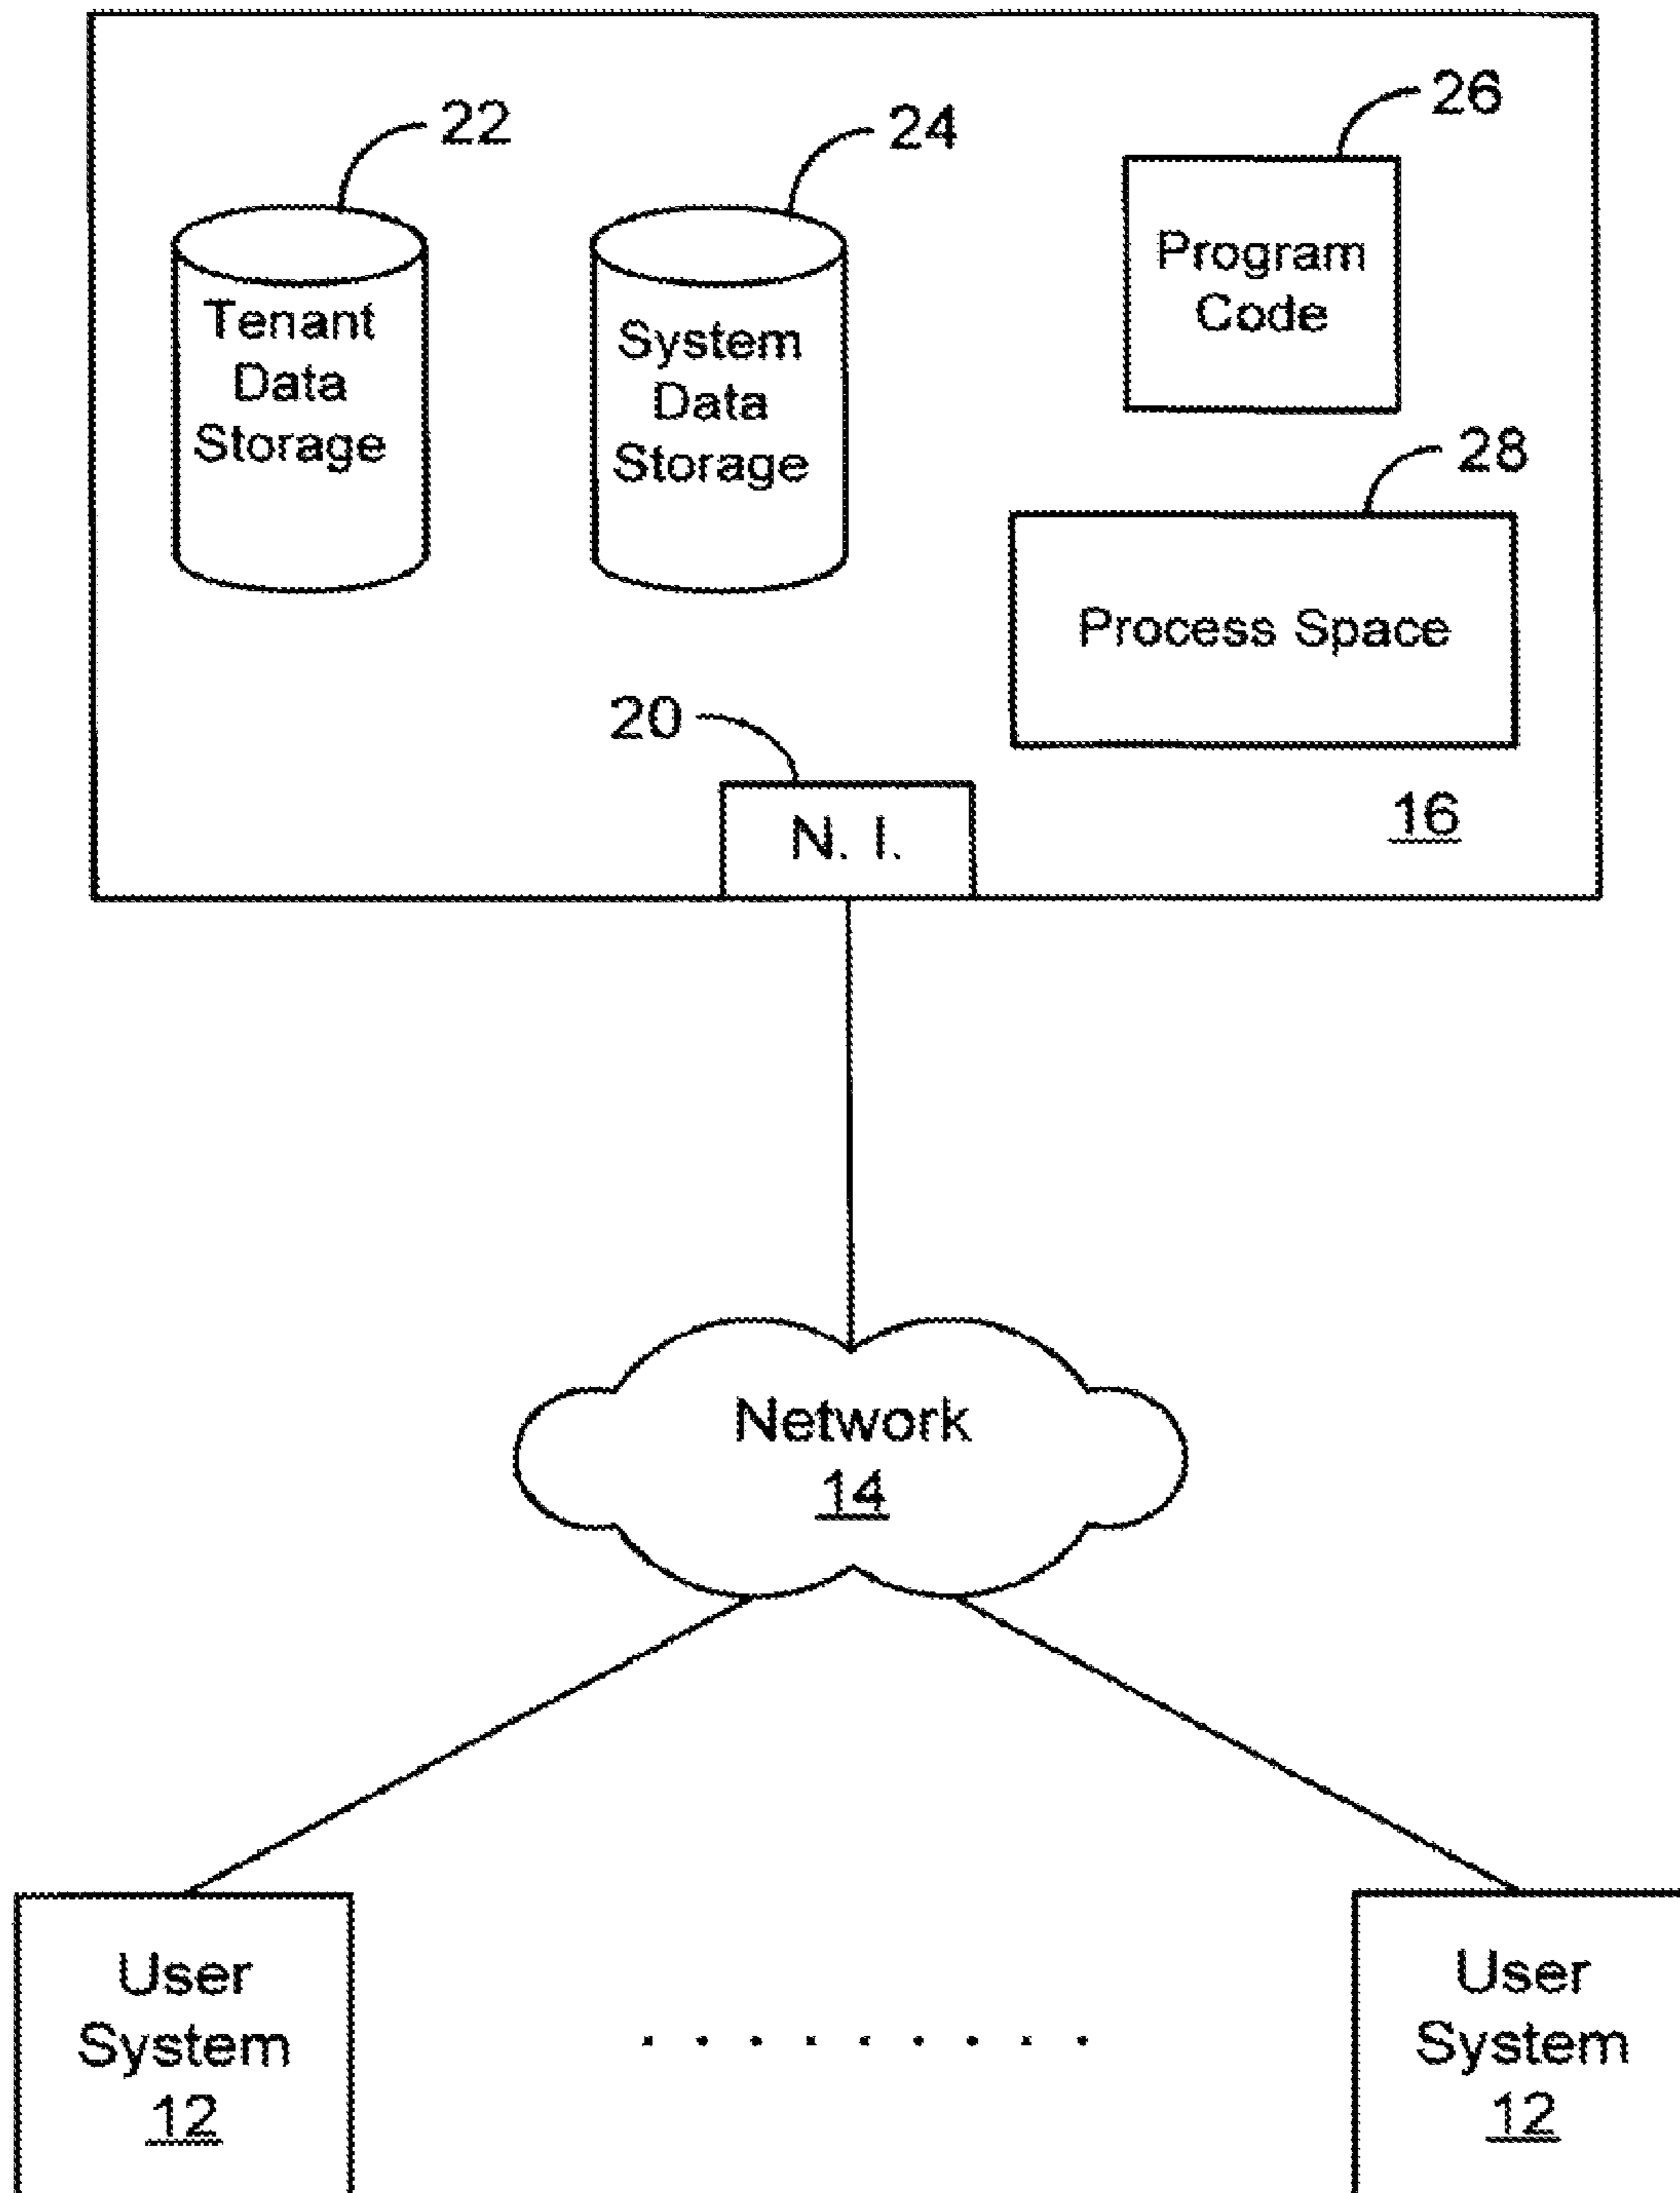 22
24
26
Tenant
Data
Storage
System
Data
Storage
Program
Code
28
Process Space
20
N. I.
16
Network
14
User
System
12
User
System
12